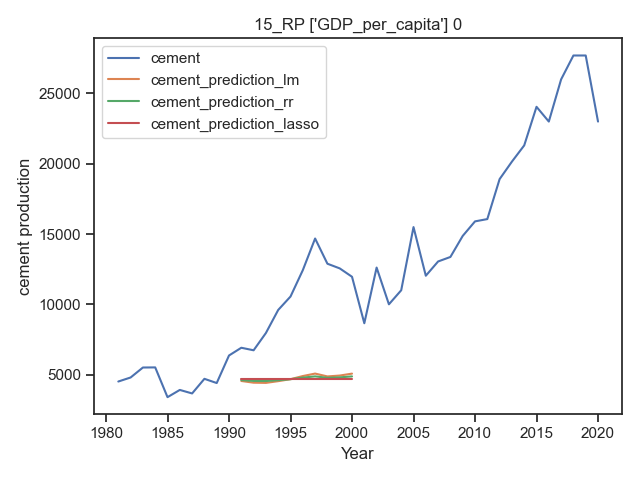 15_RP ['GDP_per_capita'] 0
cement
cement_prediction_lm
cement_prediction_rr
cement_prediction_lasso
cement production
25000
20000
15000
10000
5000
1980 1985 1990 1995 2000 2005 2010 2015 2020
Year